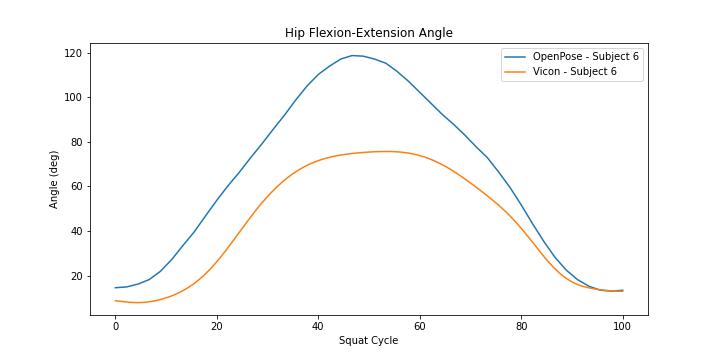 Hip Flexion-Extension Angle
OpenPose - Subject 6
Vicon - Subject 6
Angle (deg)
120
100
80
60
40
20
0 20 40 60 80 100
Squat Cycle